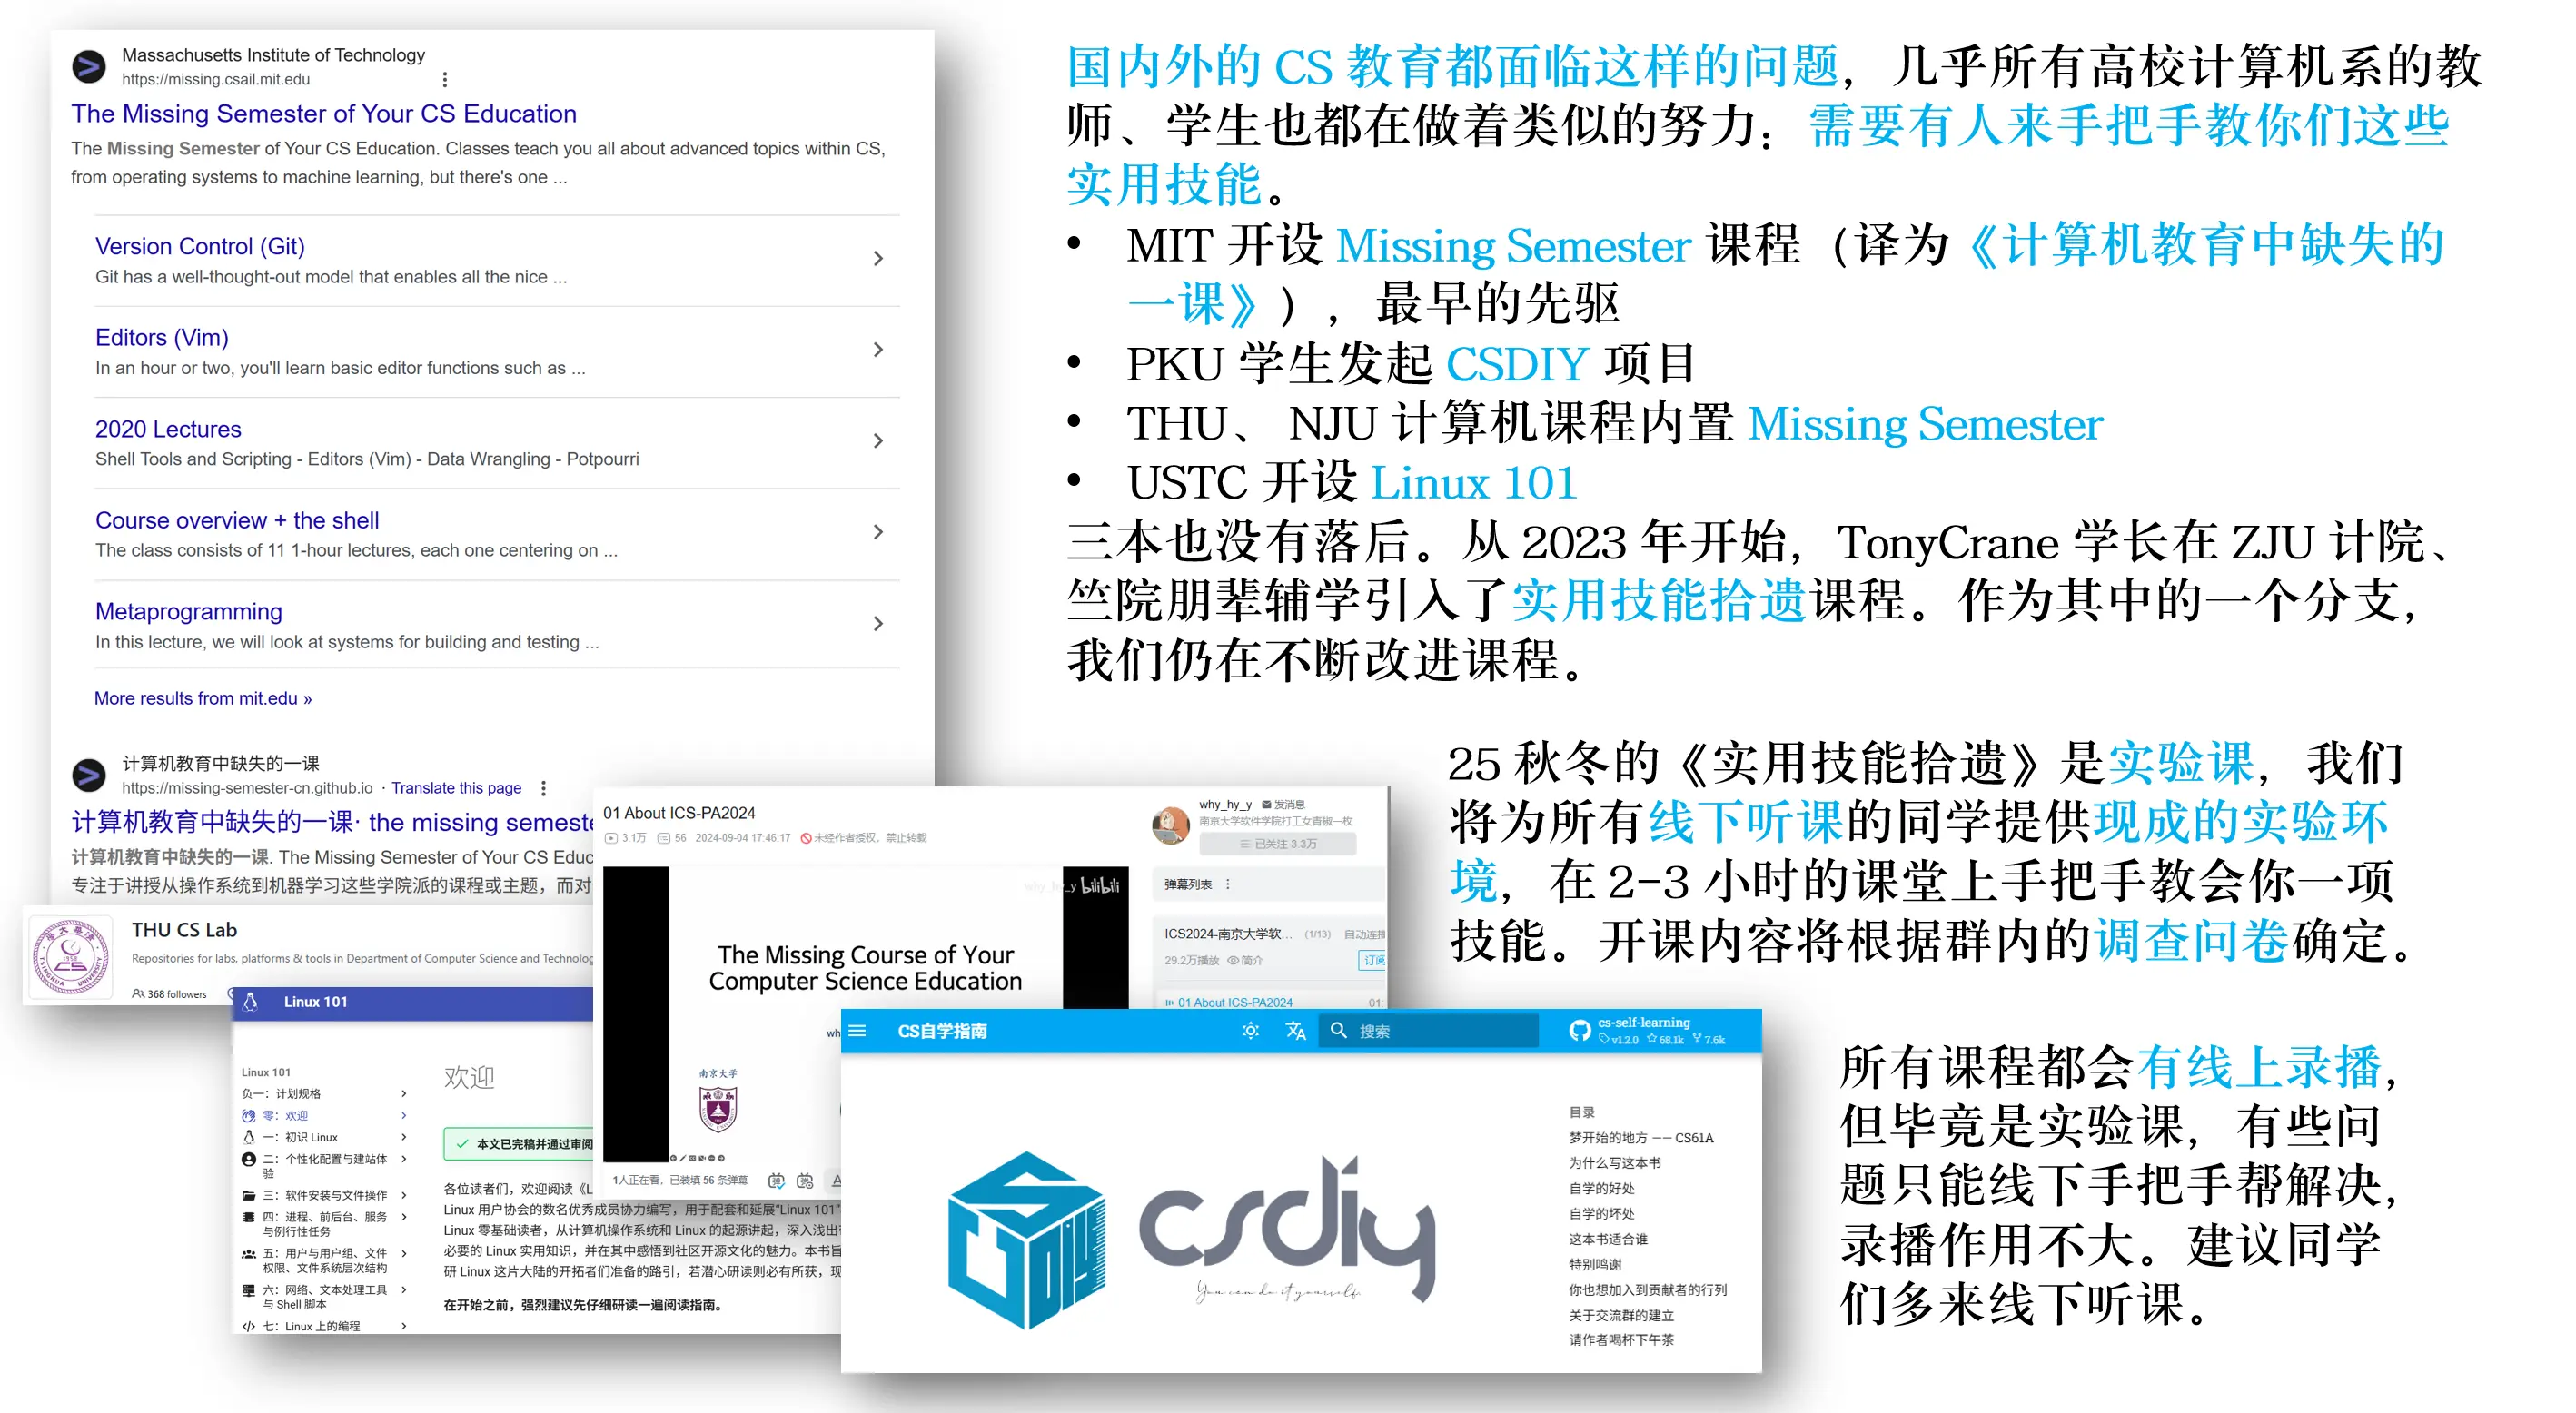 Massachusetts Institute of Technology
https://missing.csail.mit.edu
The Missing Semester of Your CS Education
The Missing Semester of Your CS Education. Classes teach you all about advanced topics within CS,
from operating systems to machine learning, but there's one ...
Version Control (Git)
Git has a well-thought-out model that enables all the nice ...
Editors (Vim)
In an hour or two, you'll learn basic editor functions such as ...
2020 Lectures
Shell Tools and Scripting - Editors (Vim) - Data Wrangling - Potpourri
Course overview + the shell
The class consists of 11 1-hour lectures, each one centering on ...
Metaprogramming
In this lecture, we will look at systems for building and testing ...
More results from mit.edu »
计算机教育中缺失的一课
https://missing-semester-cn.github.io · Translate this page
计算机教育中缺失的一课· the missing semeste
计算机教育中缺失的一课. The Missing Semester of Your CS Educ
专注于讲授从操作系统到机器学习这些学院派的课程或主题，而对
THU CS Lab
Repositories for labs, platforms & tools in Department of Computer Science and Technolog
368 followers
Linux 101
Linux 101
负一：计划规格
零：欢迎
一：初识 Linux
二：个性化配置与建站体
验
三：软件安装与文件操作
四：进程、前后台、服务
与例行性任务
五：用户与用户组、文件
权限、文件系统层次结构
六：网络、文本处理工具
与 Shell 脚本
七：Linux 上的编程
欢迎
本文已完稿并通过审阅
各位读者们，欢迎阅读《L
Linux 用户协会的数名优秀成员协力编写，用于配套和延展“Linux 101”
Linux 零基础读者，从计算机操作系统和 Linux 的起源讲起，深入浅出
必要的 Linux 实用知识，并在其中感悟到社区开源文化的魅力。本书旨
研 Linux 这片大陆的开拓者们准备的路引，若潜心研读则必有所获，现
在开始之前，强烈建议先仔细研读一遍阅读指南。
01 About ICS-PA2024
3.1万 56 2024-09-04 17:46:17 未经作者授权，禁止转载
why_hy_y bilibili
The Missing Course of Your
Computer Science Education
wh
南京大学
1人正在看，已装填 56 条弹幕
why_hy_y 发消息
南京大学软件学院打工女青椒一枚
已关注 3.3万
弹幕列表
ICS2024-南京大学软... (1/13) 自动连播
29.2万播放 简介 订阅
01 About ICS-PA2024 01:
CS自学指南
搜索
cs-self-learning
v1.2.0 68.1k 7.6k
CSDIY
csdiy
You can do it yourself.
目录
梦开始的地方 —— CS61A
为什么写这本书
自学的好处
自学的坏处
这本书适合谁
特别鸣谢
你也想加入到贡献者的行列
关于交流群的建立
请作者喝杯下午茶
国内外的 CS 教育都面临这样的问题，几乎所有高校计算机系的教
师、学生也都在做着类似的努力：需要有人来手把手教你们这些
实用技能。
• MIT 开设 Missing Semester 课程（译为《计算机教育中缺失的
一课》），最早的先驱
• PKU 学生发起 CSDIY 项目
• THU、 NJU 计算机课程内置 Missing Semester
• USTC 开设 Linux 101
三本也没有落后。从 2023 年开始，TonyCrane 学长在 ZJU 计院、
竺院朋辈辅学引入了实用技能拾遗课程。作为其中的一个分支，
我们仍在不断改进课程。
25 秋冬的《实用技能拾遗》是实验课，我们
将为所有线下听课的同学提供现成的实验环
境，在 2-3 小时的课堂上手把手教会你一项
技能。开课内容将根据群内的调查问卷确定。
所有课程都会有线上录播，
但毕竟是实验课，有些问
题只能线下手把手帮解决，
录播作用不大。建议同学
们多来线下听课。